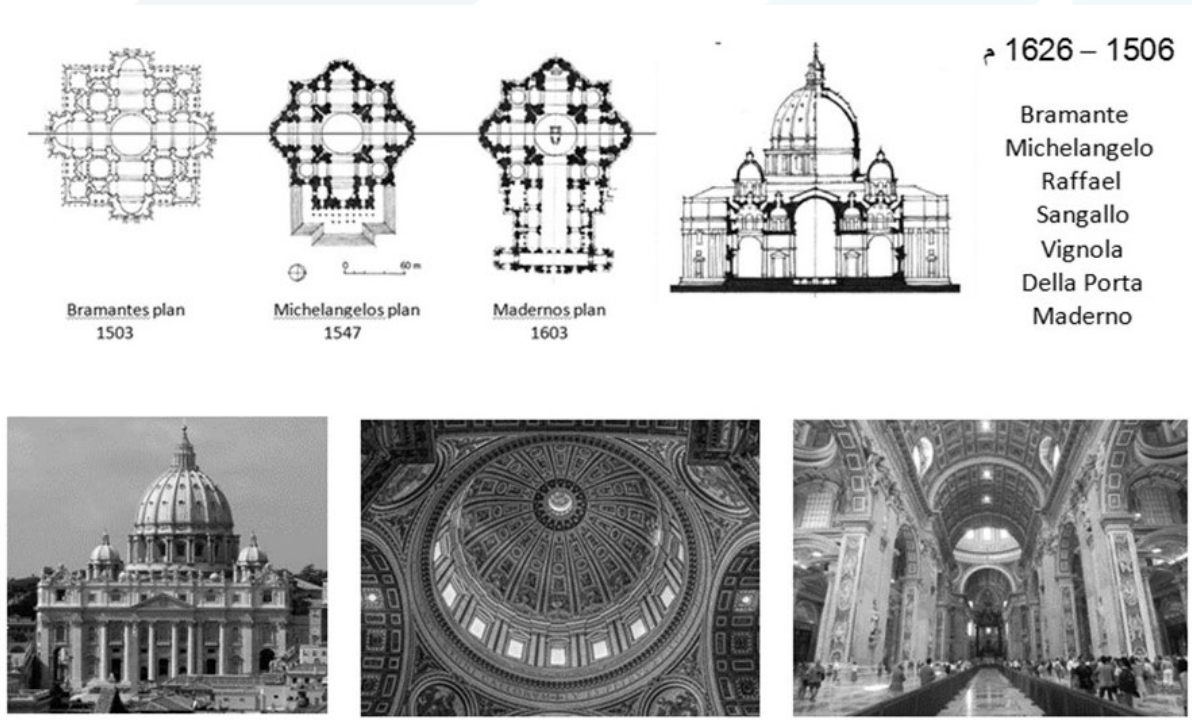 1506 – 1626 م
Bramante
Michelangelo
Raffael
Sangallo
Vignola
Della Porta
Maderno
0 60 m
Bramantes plan
1503
Michelangelos plan
1547
Madernos plan
1603